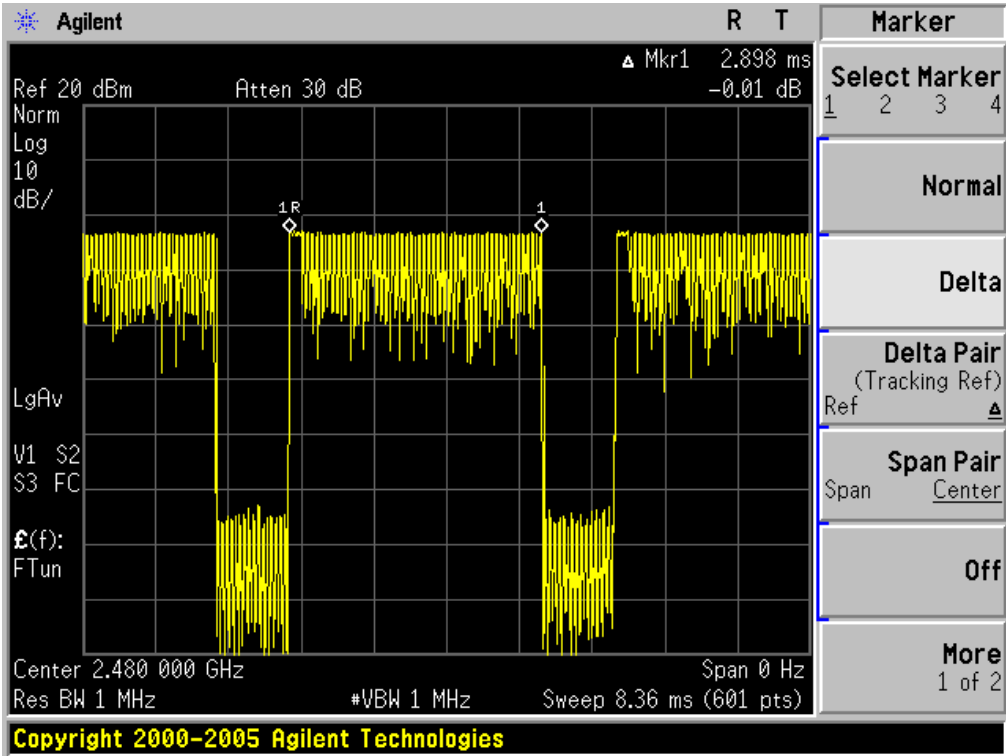 Agilent R T
Δ Mkr1 2.898 ms
Ref 20 dBm Atten 30 dB -0.01 dB
Norm
Log
10
dB/
1R 1
LgAv
V1 S2
S3 FC
£(f):
FTun
Center 2.480 000 GHz Span 0 Hz
Res BW 1 MHz #VBW 1 MHz Sweep 8.36 ms (601 pts)
Copyright 2000-2005 Agilent Technologies
Marker
Select Marker
1 2 3 4
Normal
Delta
Delta Pair
(Tracking Ref)
Ref Δ
Span Pair
Span Center
Off
More
1 of 2